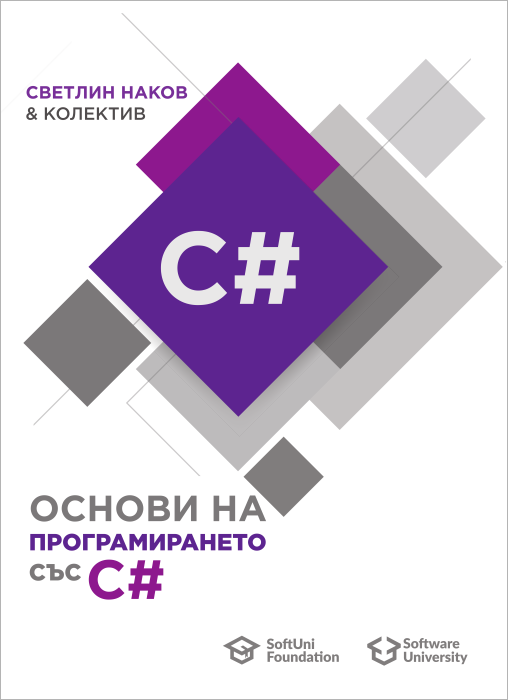 СВЕТЛИН НАКОВ
& КОЛЕКТИВ
C#
ОСНОВИ НА
ПРОГРАМИРАНЕТО
СЪС C#
SoftUni
Foundation
Software
University